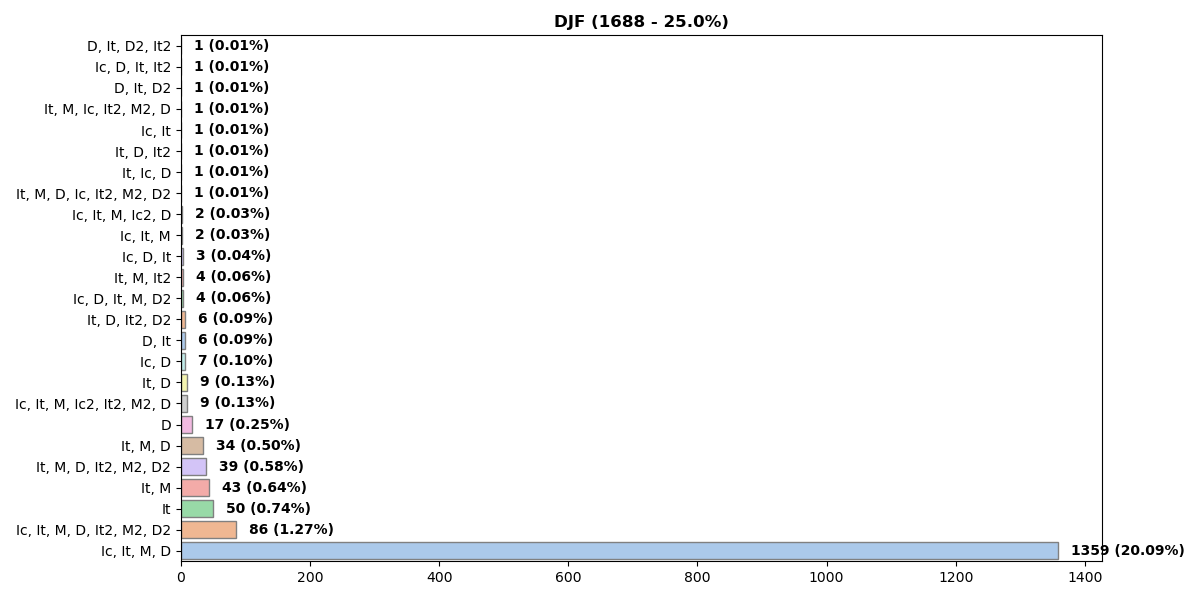 DJF (1688 - 25.0%)
D, It, D2, It2 1 (0.01%)
Ic, D, It, It2 1 (0.01%)
D, It, D2 1 (0.01%)
It, M, Ic, It2, M2, D 1 (0.01%)
Ic, It 1 (0.01%)
It, D, It2 1 (0.01%)
It, Ic, D 1 (0.01%)
It, M, D, Ic, It2, M2, D2 1 (0.01%)
Ic, It, M, Ic2, D 2 (0.03%)
Ic, It, M 2 (0.03%)
Ic, D, It 3 (0.04%)
It, M, It2 4 (0.06%)
Ic, D, It, M, D2 4 (0.06%)
It, D, It2, D2 6 (0.09%)
D, It 6 (0.09%)
Ic, D 7 (0.10%)
It, D 9 (0.13%)
Ic, It, M, Ic2, It2, M2, D 9 (0.13%)
D 17 (0.25%)
It, M, D 34 (0.50%)
It, M, D, It2, M2, D2 39 (0.58%)
It, M 43 (0.64%)
It 50 (0.74%)
Ic, It, M, D, It2, M2, D2 86 (1.27%)
Ic, It, M, D 1359 (20.09%)
0 200 400 600 800 1000 1200 1400